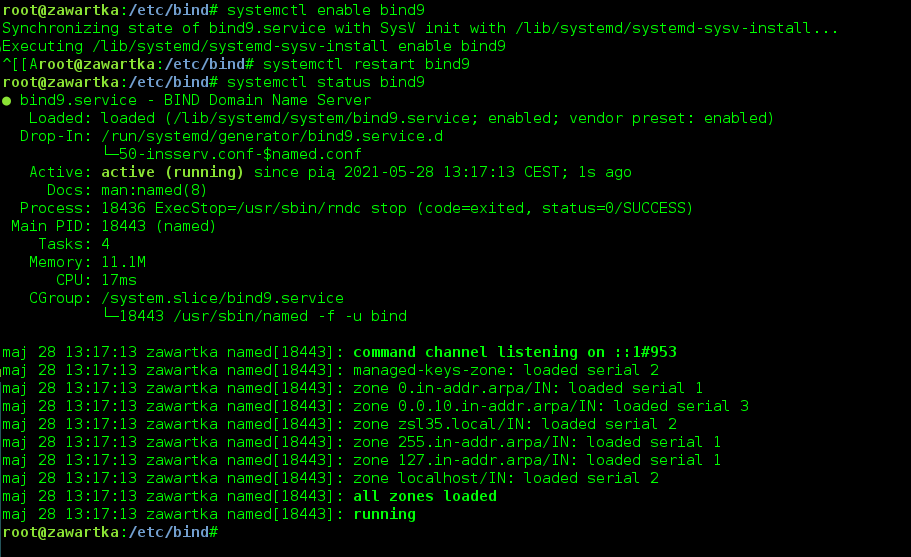 root@zawartka:/etc/bind# systemctl enable bind9
Synchronizing state of bind9.service with SysV init with /lib/systemd/systemd-sysv-install...
Executing /lib/systemd/systemd-sysv-install enable bind9
^[[Aroot@zawartka:/etc/bind# systemctl restart bind9
root@zawartka:/etc/bind# systemctl status bind9
● bind9.service - BIND Domain Name Server
   Loaded: loaded (/lib/systemd/system/bind9.service; enabled; vendor preset: enabled)
  Drop-In: /run/systemd/generator/bind9.service.d
           └─50-insserv.conf-$named.conf
   Active: active (running) since pią 2021-05-28 13:17:13 CEST; 1s ago
     Docs: man:named(8)
  Process: 18436 ExecStop=/usr/sbin/rndc stop (code=exited, status=0/SUCCESS)
 Main PID: 18443 (named)
    Tasks: 4
   Memory: 11.1M
      CPU: 17ms
   CGroup: /system.slice/bind9.service
           └─18443 /usr/sbin/named -f -u bind

maj 28 13:17:13 zawartka named[18443]: command channel listening on ::1#953
maj 28 13:17:13 zawartka named[18443]: managed-keys-zone: loaded serial 2
maj 28 13:17:13 zawartka named[18443]: zone 0.in-addr.arpa/IN: loaded serial 1
maj 28 13:17:13 zawartka named[18443]: zone 0.0.10.in-addr.arpa/IN: loaded serial 3
maj 28 13:17:13 zawartka named[18443]: zone zsl35.local/IN: loaded serial 2
maj 28 13:17:13 zawartka named[18443]: zone 255.in-addr.arpa/IN: loaded serial 1
maj 28 13:17:13 zawartka named[18443]: zone 127.in-addr.arpa/IN: loaded serial 1
maj 28 13:17:13 zawartka named[18443]: zone localhost/IN: loaded serial 2
maj 28 13:17:13 zawartka named[18443]: all zones loaded
maj 28 13:17:13 zawartka named[18443]: running
root@zawartka:/etc/bind#